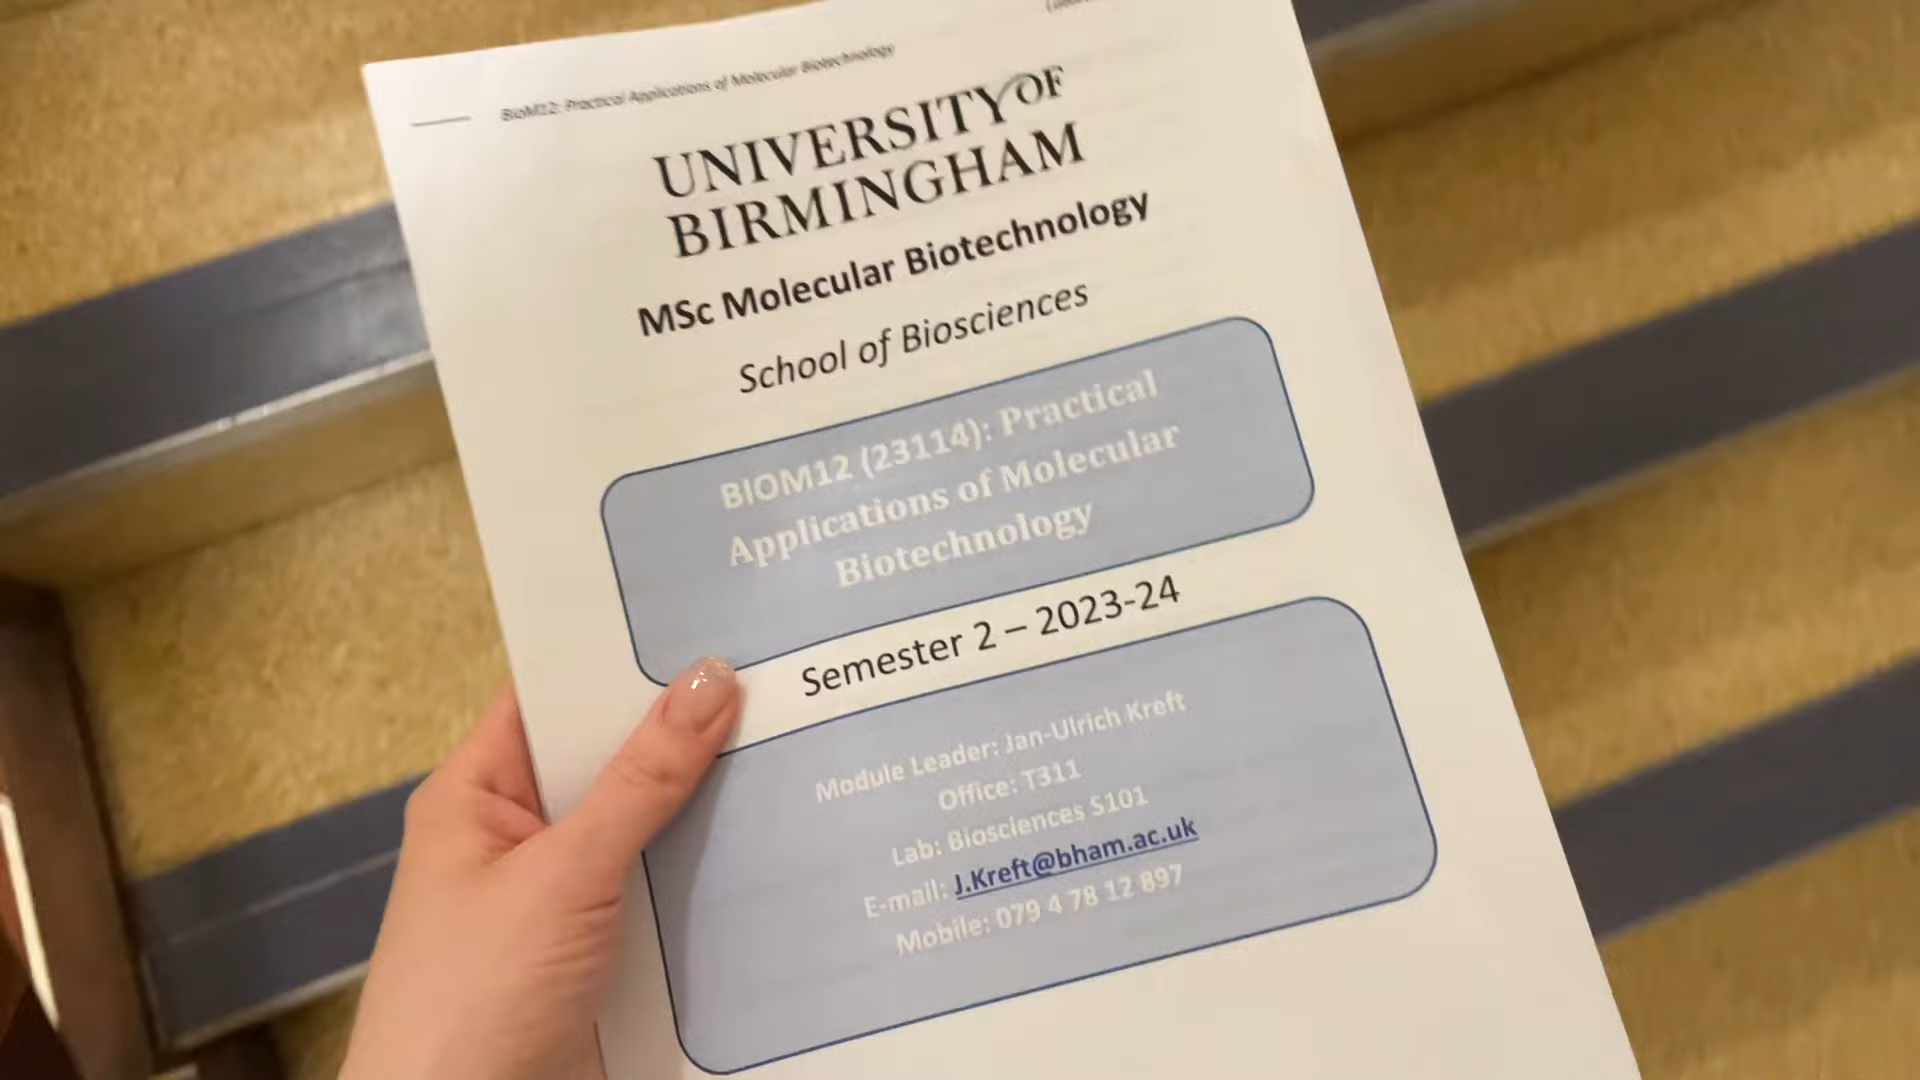 BioM12: Practical Applications of Molecular Biotechnology
UNIVERSITY OF
BIRMINGHAM
MSc Molecular Biotechnology
School of Biosciences
BIOM12 (23114): Practical
Applications of Molecular
Biotechnology
Semester 2 – 2023-24
Module Leader: Jan-Ulrich Kreft
Office: T311
Lab: Biosciences S101
E-mail: J.Kreft@bham.ac.uk
Mobile: 079 4 78 12 897